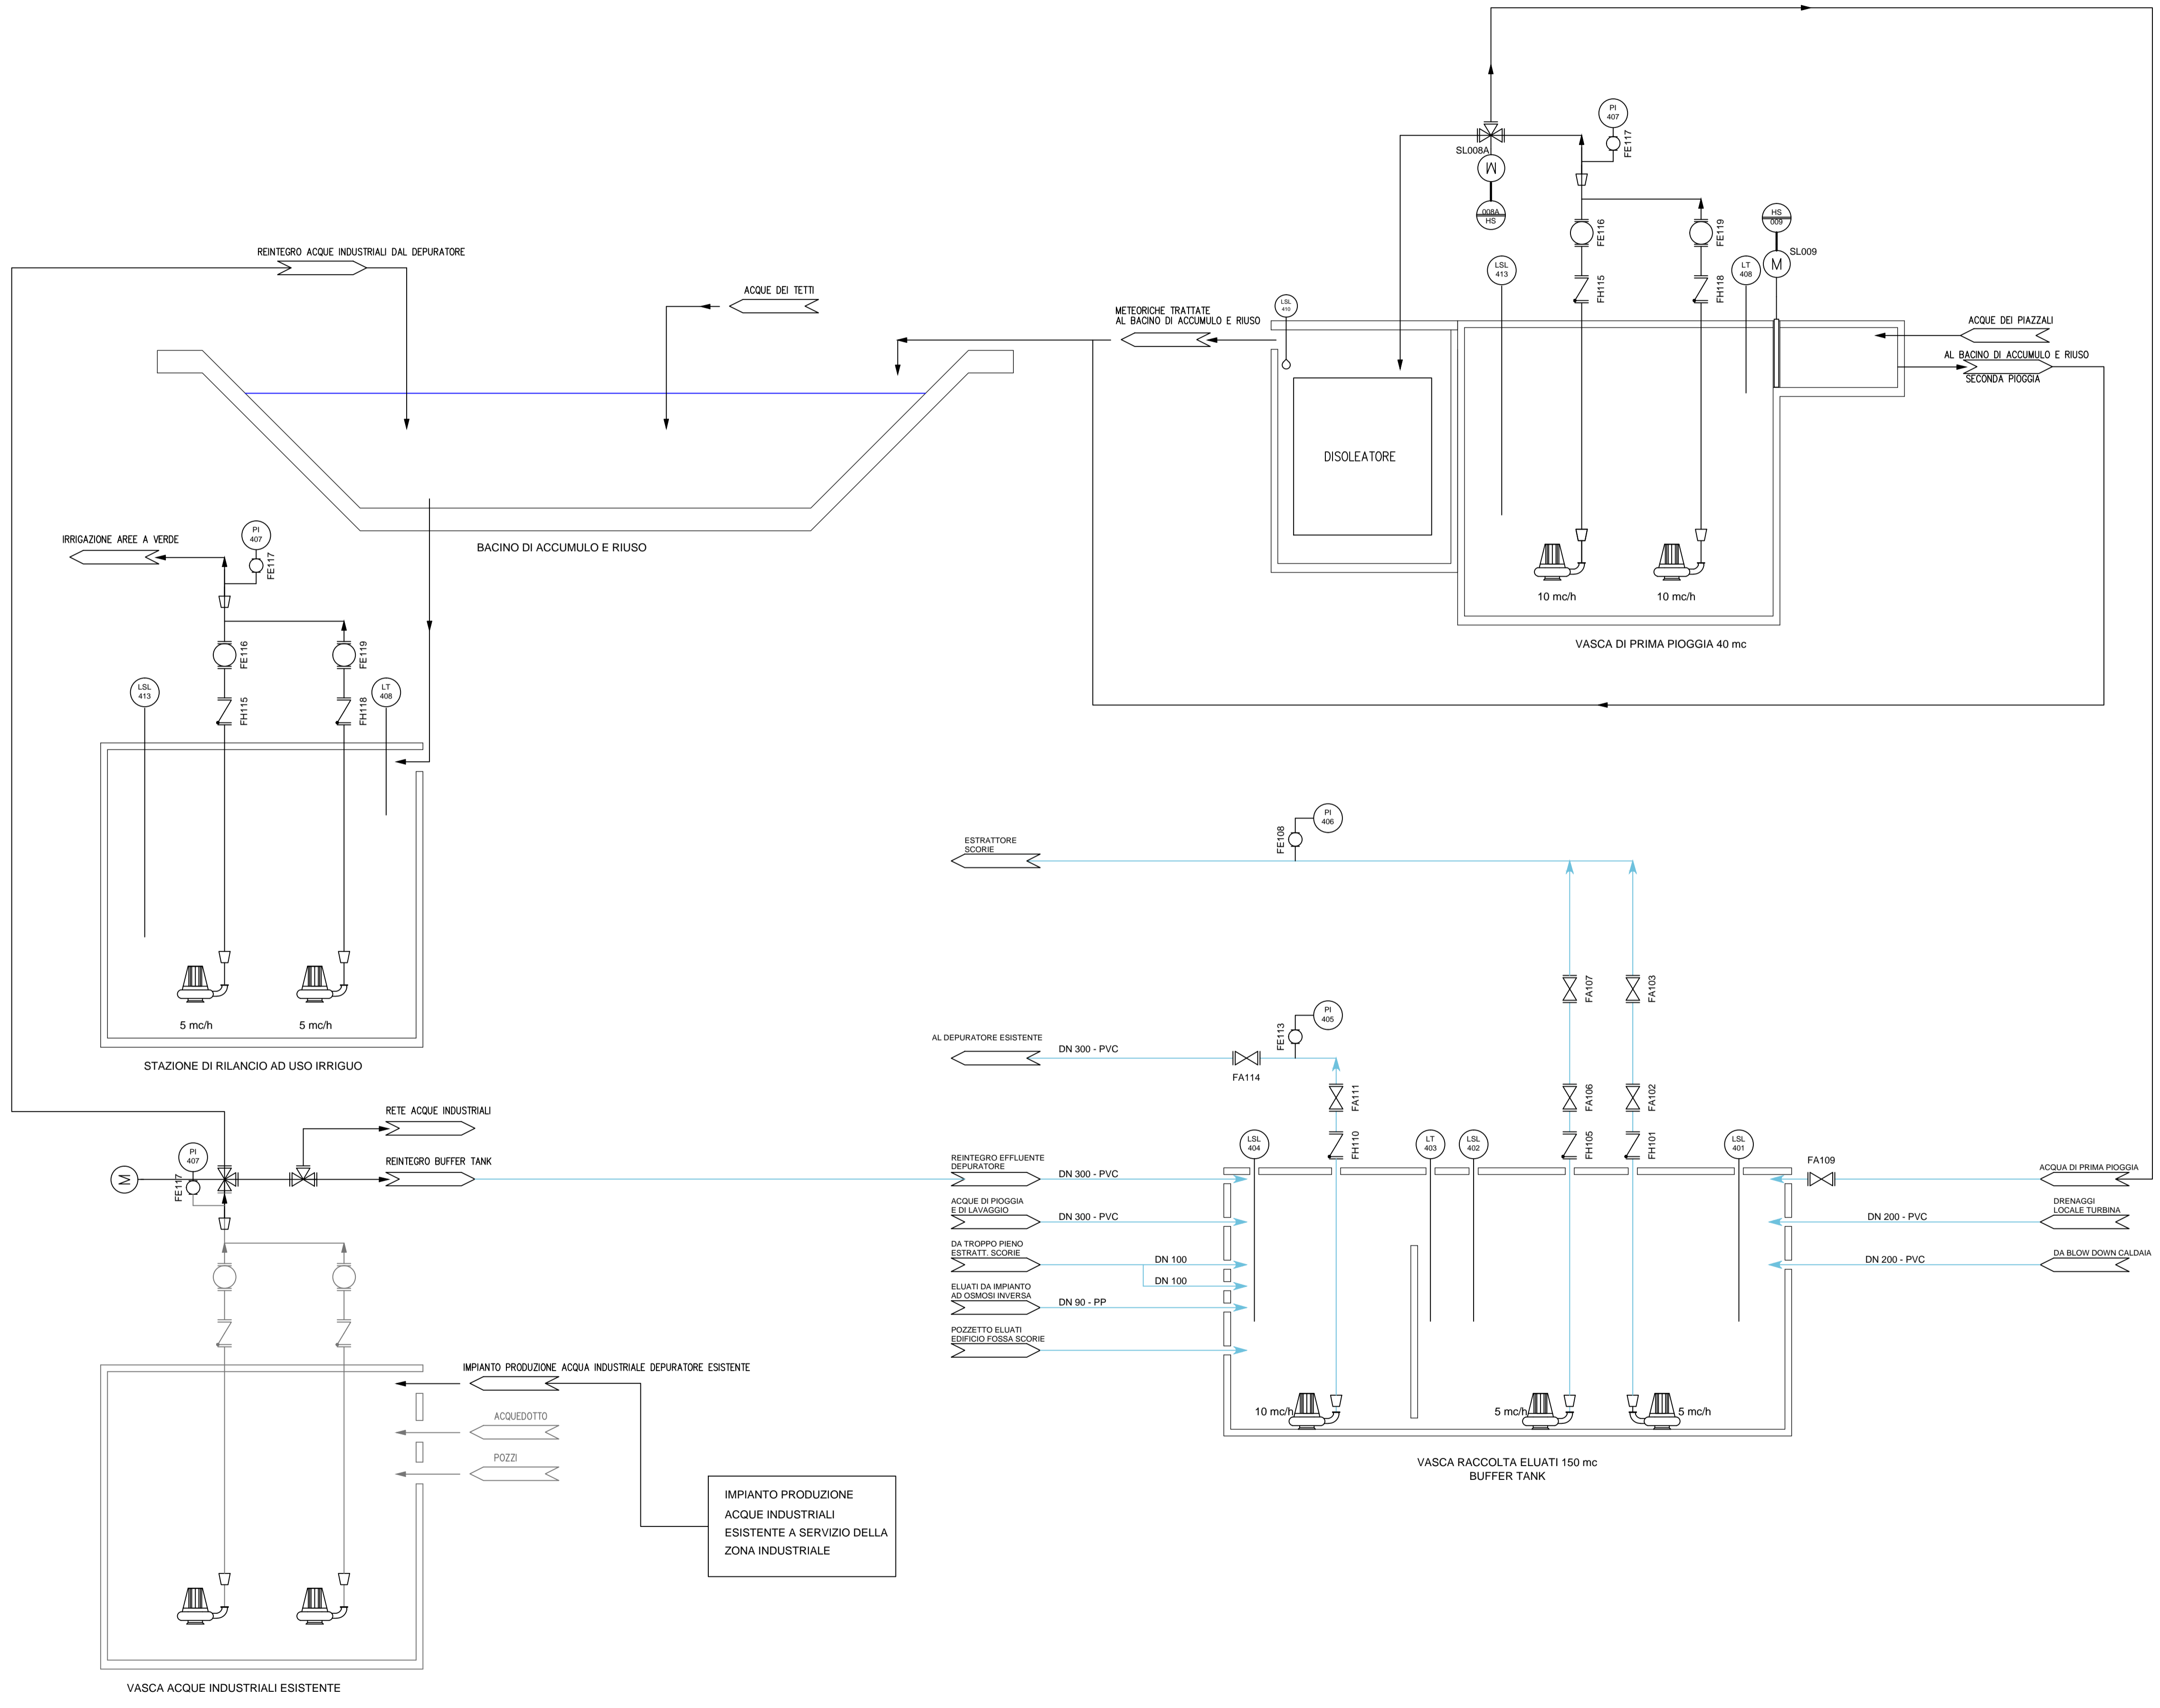 PI
407
FE117
SL008A
M
008A
HS
FE116
FE119
FH115
FH118
HS
009
M
SL009
LSL
413
LT
408
LSL
410
REINTEGRO ACQUE INDUSTRIALI DAL DEPURATORE
ACQUE DEI TETTI
METEORICHE TRATTATE
AL BACINO DI ACCUMULO E RIUSO
ACQUE DEI PIAZZALI
AL BACINO DI ACCUMULO E RIUSO
SECONDA PIOGGIA
DISOLEATORE
10 mc/h
10 mc/h
VASCA DI PRIMA PIOGGIA 40 mc
BACINO DI ACCUMULO E RIUSO
IRRIGAZIONE AREE A VERDE
PI
407
FE117
FE116
FE119
FH115
FH118
LSL
413
LT
408
5 mc/h
5 mc/h
STAZIONE DI RILANCIO AD USO IRRIGUO
ESTRATTORE
SCORIE
FE108
PI
406
FA107
FA103
AL DEPURATORE ESISTENTE
DN 300 - PVC
FA114
FE113
PI
405
FA111
FA106
FA102
FH110
FH105
FH101
LSL
404
LT
403
LSL
402
LSL
401
RETE ACQUE INDUSTRIALI
REINTEGRO BUFFER TANK
M
PI
407
FE117
REINTEGRO EFFLUENTE
DEPURATORE
DN 300 - PVC
ACQUE DI PIOGGIA
E DI LAVAGGIO
DN 300 - PVC
DA TROPPO PIENO
ESTRATT. SCORIE
DN 100
DN 100
ELUATI DA IMPIANTO
AD OSMOSI INVERSA
DN 90 - PP
POZZETTO ELUATI
EDIFICIO FOSSA SCORIE
FA109
ACQUA DI PRIMA PIOGGIA
DRENAGGI
LOCALE TURBINA
DN 200 - PVC
DA BLOW DOWN CALDAIA
DN 200 - PVC
10 mc/h
5 mc/h
5 mc/h
VASCA RACCOLTA ELUATI 150 mc
BUFFER TANK
IMPIANTO PRODUZIONE ACQUA INDUSTRIALE DEPURATORE ESISTENTE
ACQUEDOTTO
POZZI
IMPIANTO PRODUZIONE
ACQUE INDUSTRIALI
ESISTENTE A SERVIZIO DELLA
ZONA INDUSTRIALE
VASCA ACQUE INDUSTRIALI ESISTENTE